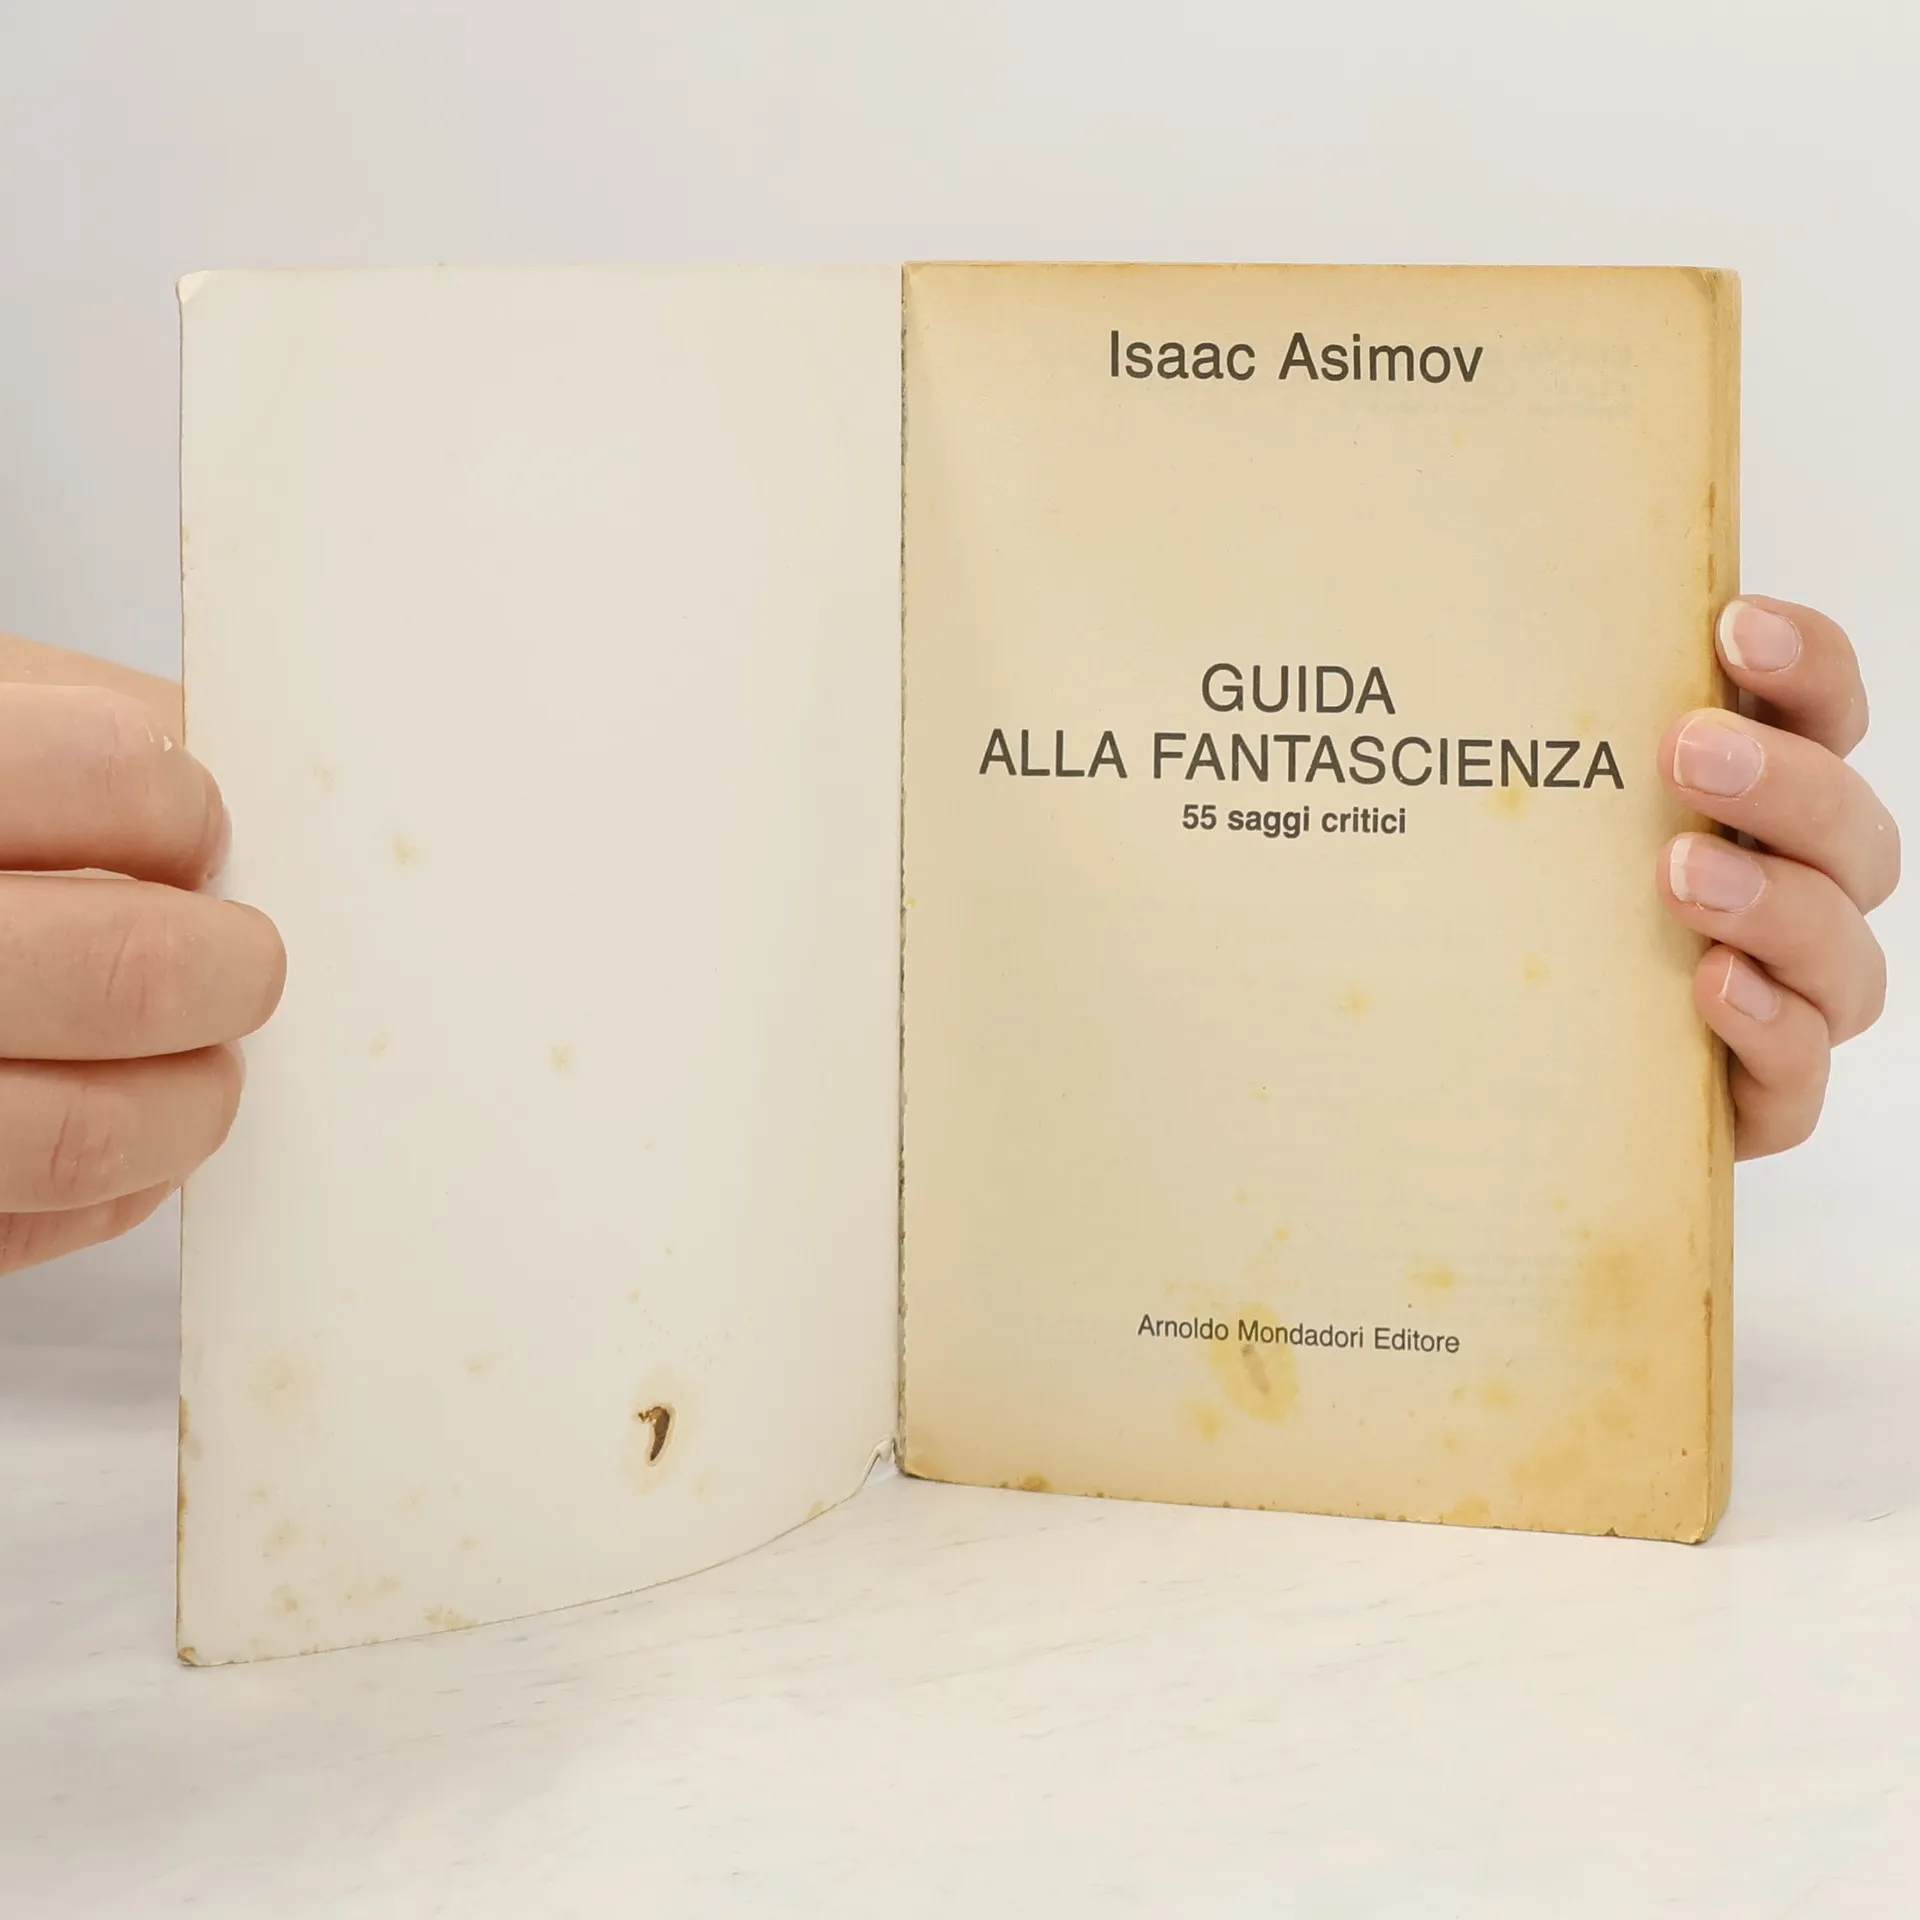 Isaac Asimov
GUIDA
ALLA FANTASCIENZA
55 saggi critici
Arnoldo Mondadori Editore